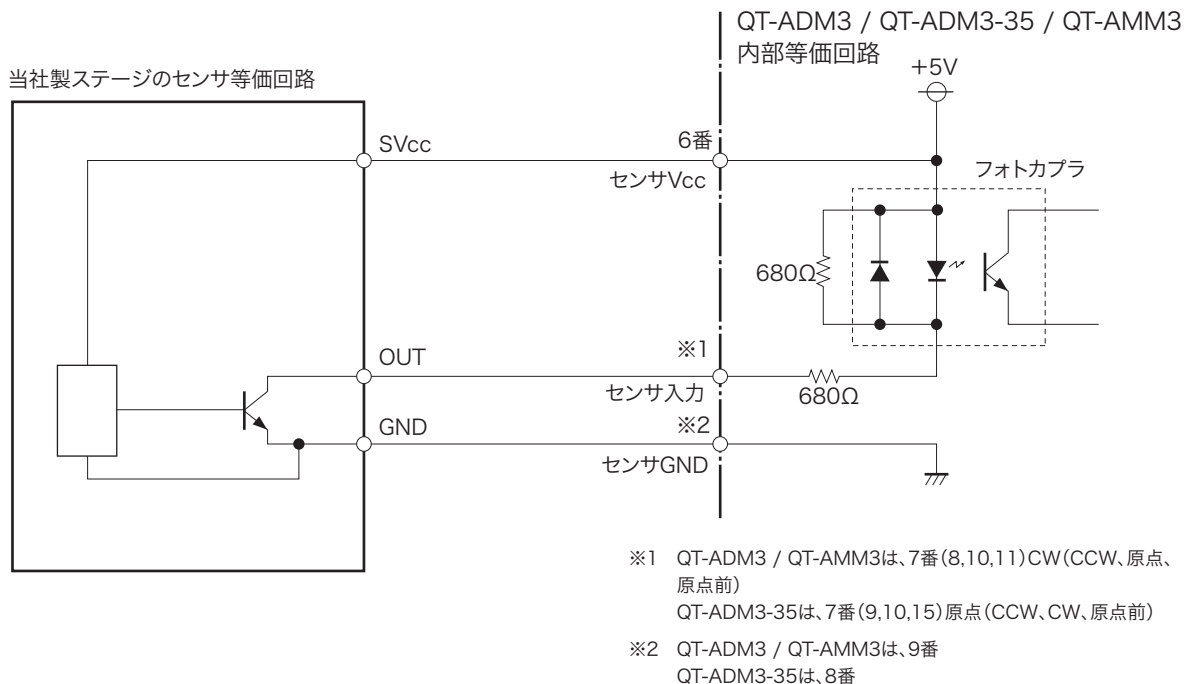 QT-ADM3 / QT-ADM3-35 / QT-AMM3
内部等価回路
+5V
当社製ステージのセンサ等価回路
SVcc
6番
センサVcc
フォトカプラ
680Ω
OUT
※1
センサ入力
680Ω
GND
※2
センサGND
※1 QT-ADM3 / QT-AMM3は、7番(8,10,11)CW(CCW、原点、
原点前)
QT-ADM3-35は、7番(9,10,15)原点(CCW、CW、原点前)
※2 QT-ADM3 / QT-AMM3は、9番
QT-ADM3-35は、8番